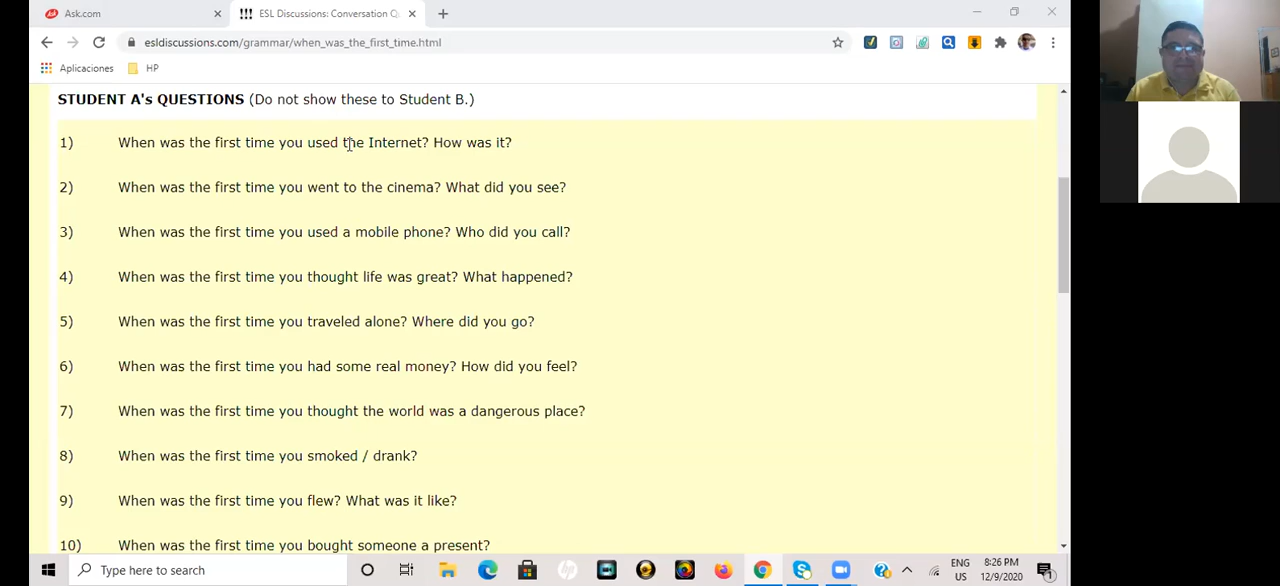 Ask.com
ESL Discussions: Conversation Q
esldiscussions.com/grammar/when_was_the_first_time.html
Aplicaciones HP
STUDENT A's QUESTIONS (Do not show these to Student B.)
1) When was the first time you used the Internet? How was it?
2) When was the first time you went to the cinema? What did you see?
3) When was the first time you used a mobile phone? Who did you call?
4) When was the first time you thought life was great? What happened?
5) When was the first time you traveled alone? Where did you go?
6) When was the first time you had some real money? How did you feel?
7) When was the first time you thought the world was a dangerous place?
8) When was the first time you smoked / drank?
9) When was the first time you flew? What was it like?
10) When was the first time you bought someone a present?
Type here to search
ENG
US
8:26 PM
12/9/2020